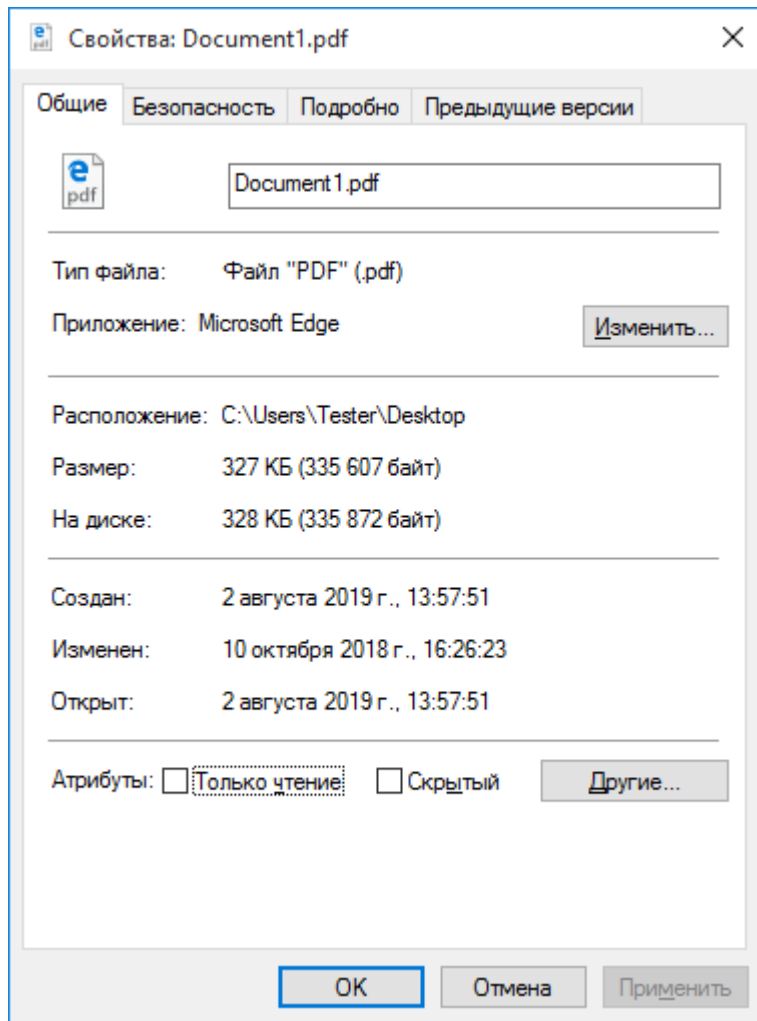 Свойства: Document1.pdf
Общие Безопасность Подробно Предыдущие версии
pdf Document1.pdf
Тип файла: Файл "PDF" (.pdf)
Приложение: Microsoft Edge Изменить...
Расположение: C:\Users\Tester\Desktop
Размер: 327 КБ (335 607 байт)
На диске: 328 КБ (335 872 байт)
Создан: 2 августа 2019 г., 13:57:51
Изменен: 10 октября 2018 г., 16:26:23
Открыт: 2 августа 2019 г., 13:57:51
Атрибуты: Только чтение Скрытый Другие...
OK Отмена Применить